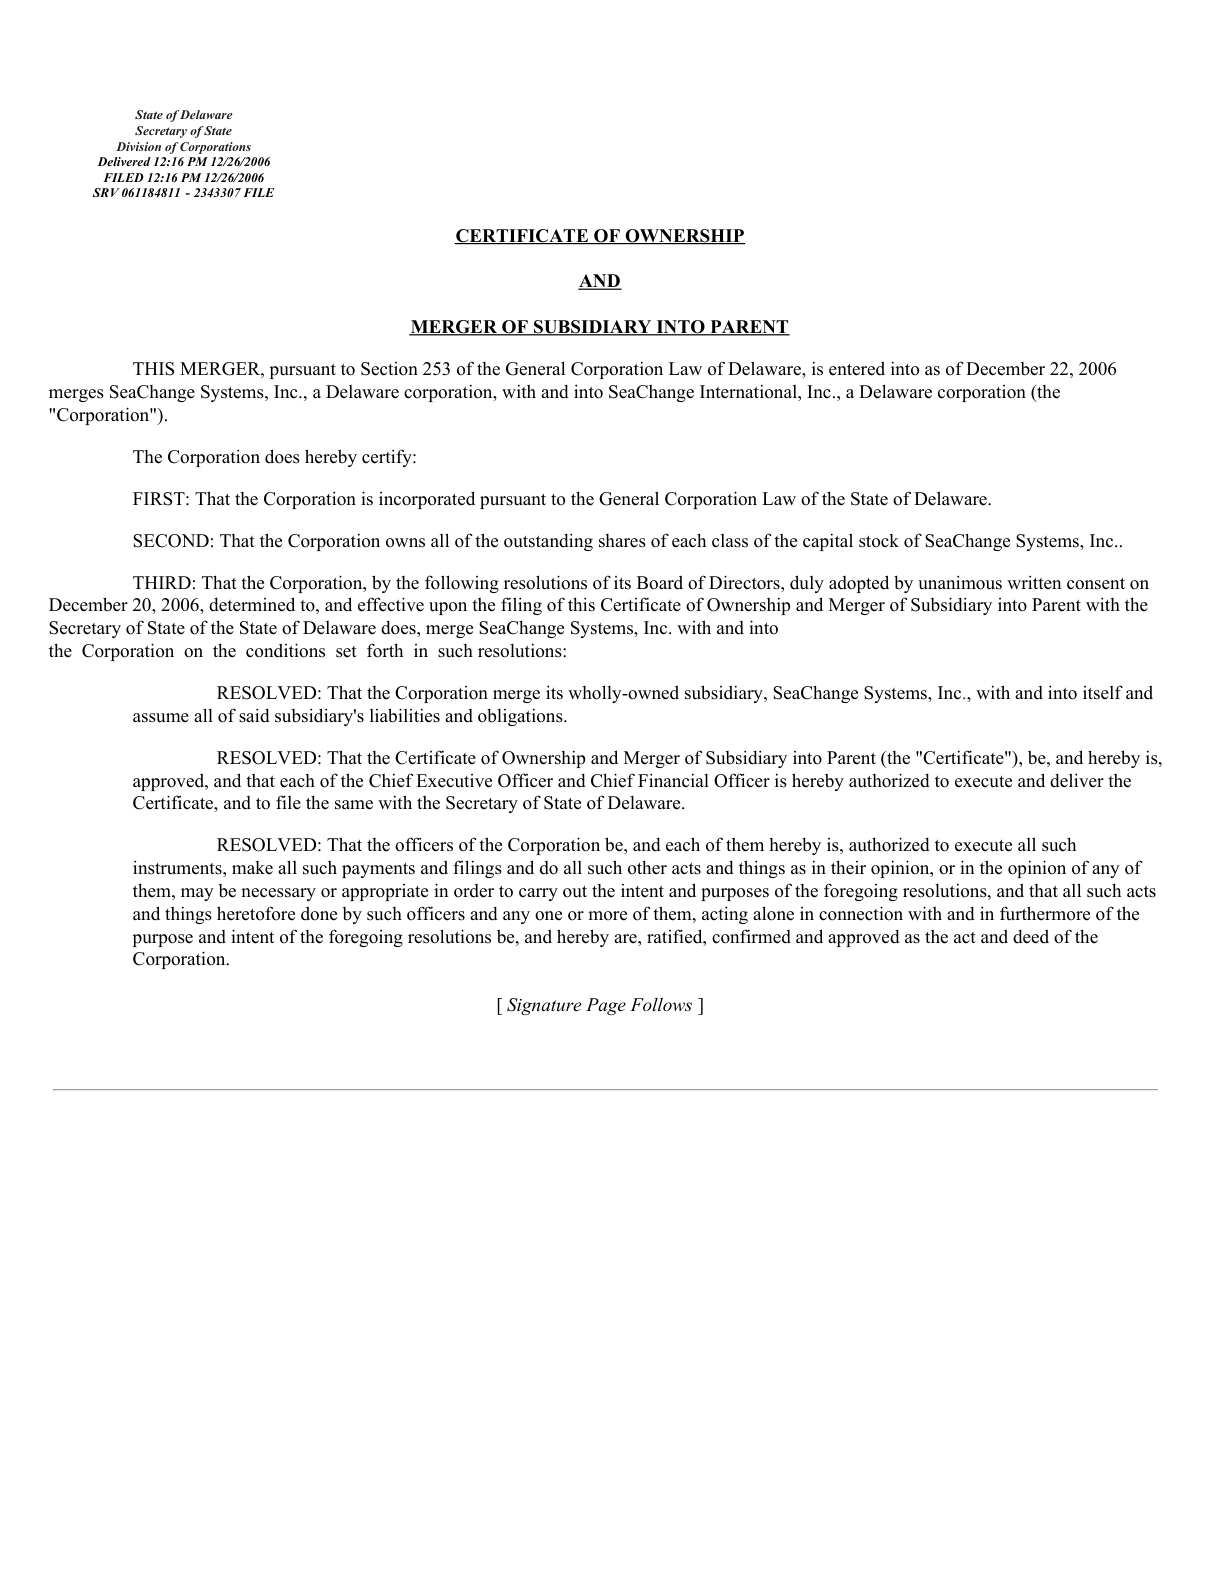 State of Delaware
Secretary of State
Division of Corporations
Delivered 12:16 PM 12/26/2006
FILED 12:16 PM 12/26/2006
SRV 061184811 - 2343307 FILE
CERTIFICATE OF OWNERSHIP
AND
MERGER OF SUBSIDIARY INTO PARENT
THIS MERGER, pursuant to Section 253 of the General Corporation Law of Delaware, is entered into as of December 22, 2006
merges SeaChange Systems, Inc., a Delaware corporation, with and into SeaChange International, Inc., a Delaware corporation (the
"Corporation").
The Corporation does hereby certify:
FIRST: That the Corporation is incorporated pursuant to the General Corporation Law of the State of Delaware.
SECOND: That the Corporation owns all of the outstanding shares of each class of the capital stock of SeaChange Systems, Inc..
THIRD: That the Corporation, by the following resolutions of its Board of Directors, duly adopted by unanimous written consent on
December 20, 2006, determined to, and effective upon the filing of this Certificate of Ownership and Merger of Subsidiary into Parent with the
Secretary of State of the State of Delaware does, merge SeaChange Systems, Inc. with and into
the Corporation on the conditions set forth in such resolutions:
RESOLVED: That the Corporation merge its wholly-owned subsidiary, SeaChange Systems, Inc., with and into itself and
assume all of said subsidiary's liabilities and obligations.
RESOLVED: That the Certificate of Ownership and Merger of Subsidiary into Parent (the "Certificate"), be, and hereby is,
approved, and that each of the Chief Executive Officer and Chief Financial Officer is hereby authorized to execute and deliver the
Certificate, and to file the same with the Secretary of State of Delaware.
RESOLVED: That the officers of the Corporation be, and each of them hereby is, authorized to execute all such
instruments, make all such payments and filings and do all such other acts and things as in their opinion, or in the opinion of any of
them, may be necessary or appropriate in order to carry out the intent and purposes of the foregoing resolutions, and that all such acts
and things heretofore done by such officers and any one or more of them, acting alone in connection with and in furthermore of the
purpose and intent of the foregoing resolutions be, and hereby are, ratified, confirmed and approved as the act and deed of the
Corporation.
[ Signature Page Follows ]